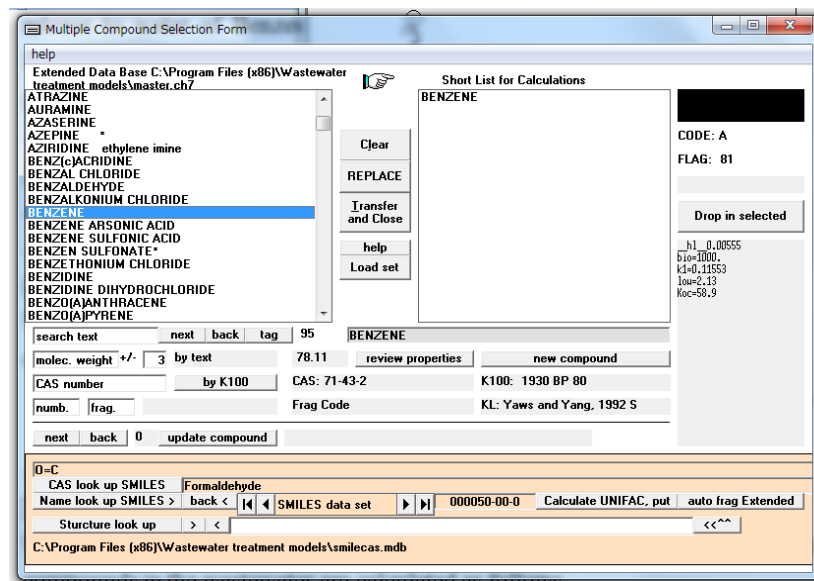 Multiple Compound Selection Form
help
Extended Data Base C:\Program Files (x86)\Wastewater
treatment models\master.ch7
Short List for Calculations
ATRAZINE
AURAMINE
AZASERINE
AZEPINE *
AZIRIDINE ethylene imine
BENZ(c)ACRIDINE
BENZAL CHLORIDE
BENZALDEHYDE
BENZALKONIUM CHLORIDE
BENZENE
BENZENE ARSONIC ACID
BENZENE SULFONIC ACID
BENZEN SULFONATE*
BENZETHONIUM CHLORIDE
BENZIDINE
BENZIDINE DIHYDROCHLORIDE
BENZO(A)ANTHRACENE
BENZO(A)PYRENE
Clear
REPLACE
Transfer
and Close
help
Load set
BENZENE
CODE: A
FLAG: 81
Drop in selected
__hl__0.00555
bio=1000.
k1=0.11553
low=2.13
Koc=58.9
search text next back tag 95 BENZENE
molec. weight +/- 3 by text 78.11 review properties new compound
CAS number by K100 CAS: 71-43-2 K100: 1930 BP 80
numb. frag. Frag Code KL: Yaws and Yang, 1992 S
next back 0 update compound
O=C
CAS look up SMILES Formaldehyde
Name look up SMILES > back < SMILES data set 000050-00-0 Calculate UNIFAC, put auto frag Extended
Sturcture look up > < <<^^
C:\Program Files (x86)\Wastewater treatment models\smilecas.mdb